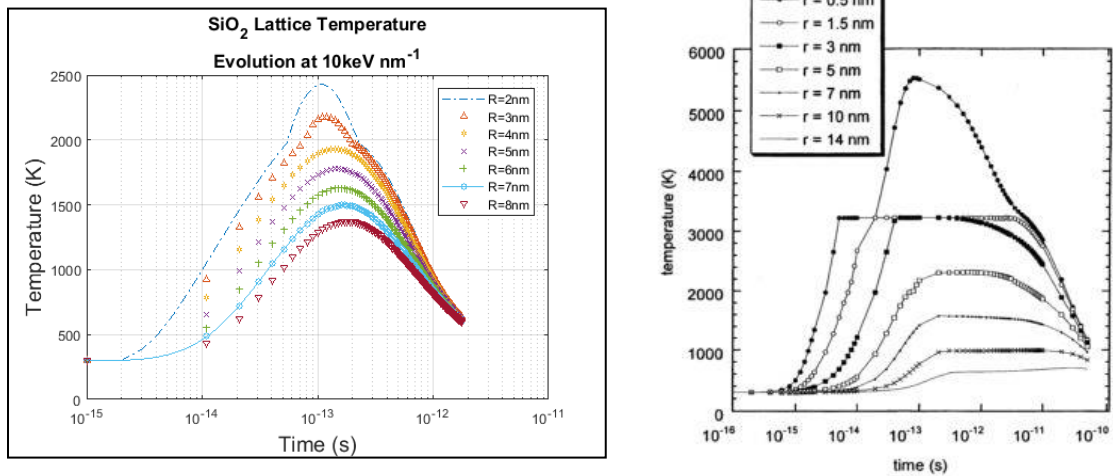 SiO2 Lattice Temperature
Evolution at 10keV nm-1
2500
2000
1500
1000
500
0
Temperature (K)
10-15
10-14
10-13
10-12
10-11
Time (s)
R=2nm
R=3nm
R=4nm
R=5nm
R=6nm
R=7nm
R=8nm
r = 0.5 nm
r = 1.5 nm
r = 3 nm
r = 5 nm
r = 7 nm
r = 10 nm
r = 14 nm
6000
5000
4000
3000
2000
1000
0
temperature (K)
10-16
10-15
10-14
10-13
10-12
10-11
10-10
time (s)